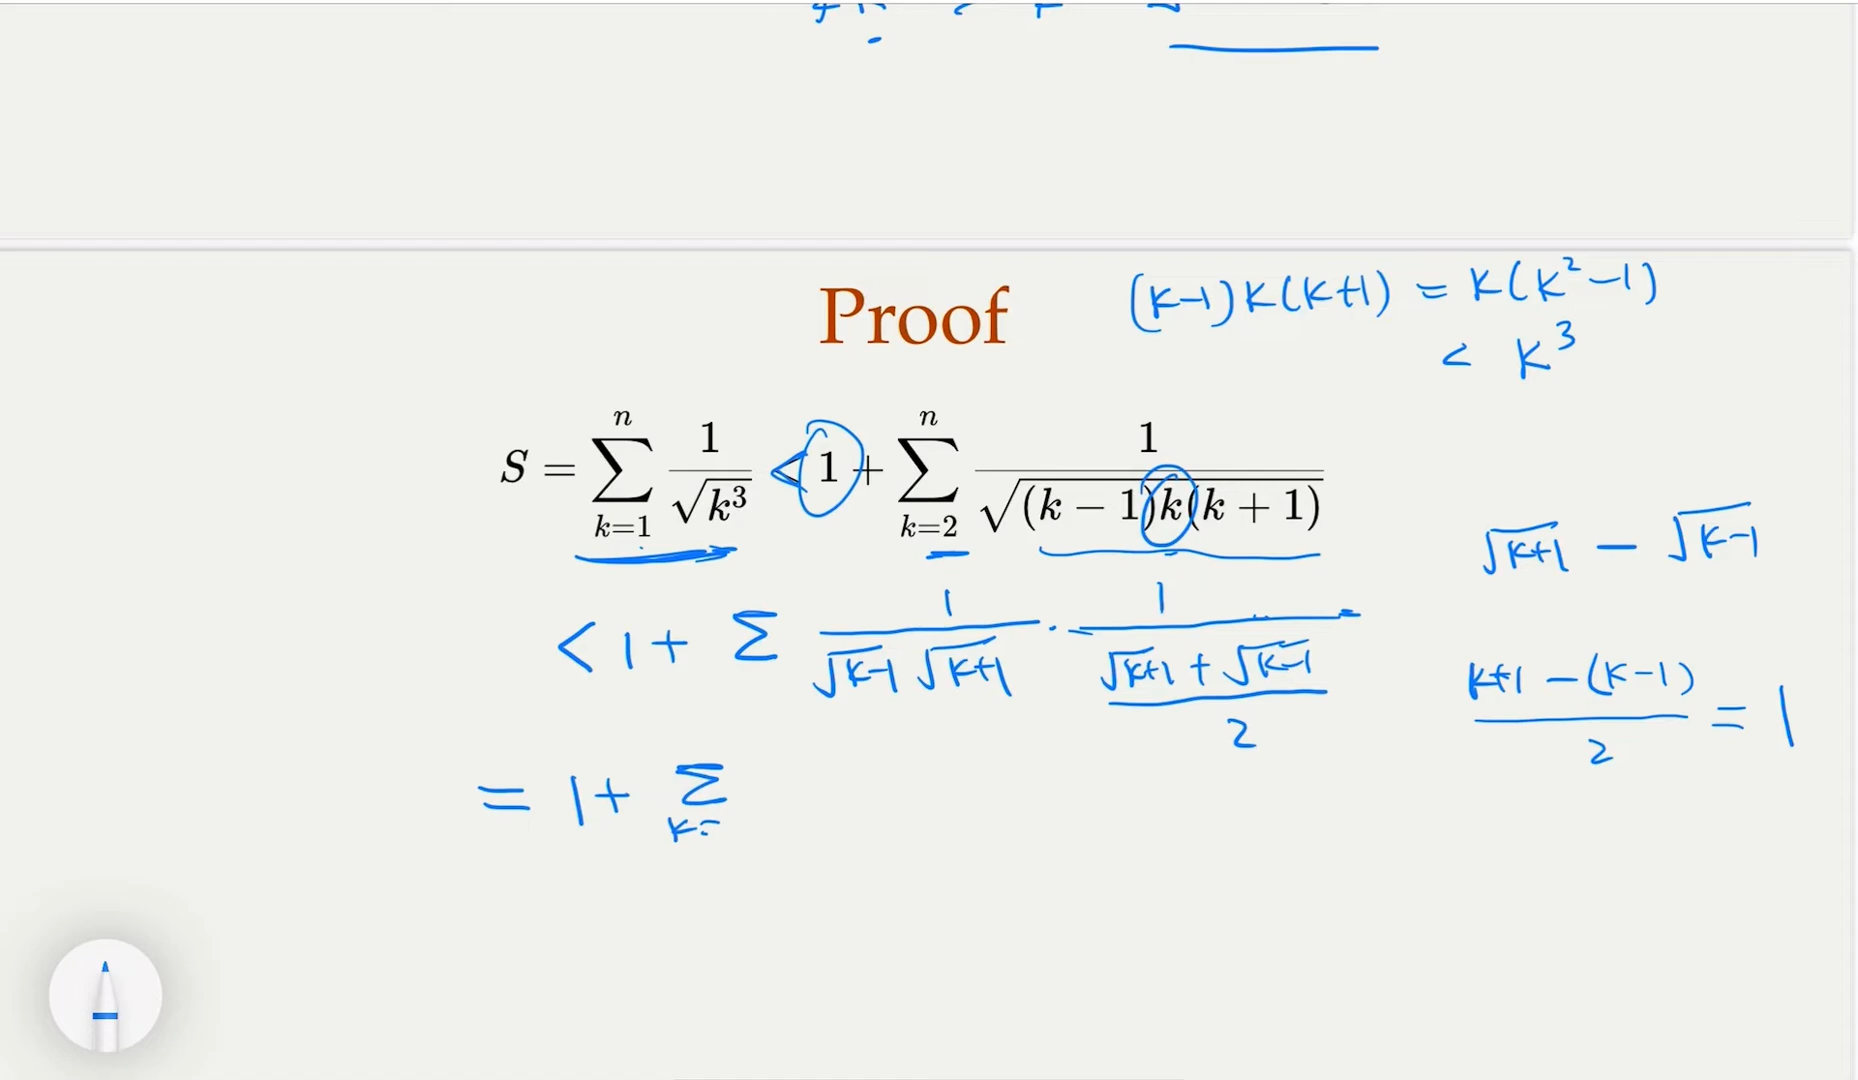 Proof
(k-1)k(k+1) = k(k²-1)
< k³
S = ∑_{k=1}^{n} 1/√(k³) < 1 + ∑_{k=2}^{n} 1/√((k − 1)k(k + 1))
√(k+1) − √(k-1)
< 1 + ∑ 1/(√(k-1) √(k+1)) · 1/((√(k+1) + √(k-1))/2)
(k+1 − (k-1))/2 = 1
= 1 + ∑_{k=}